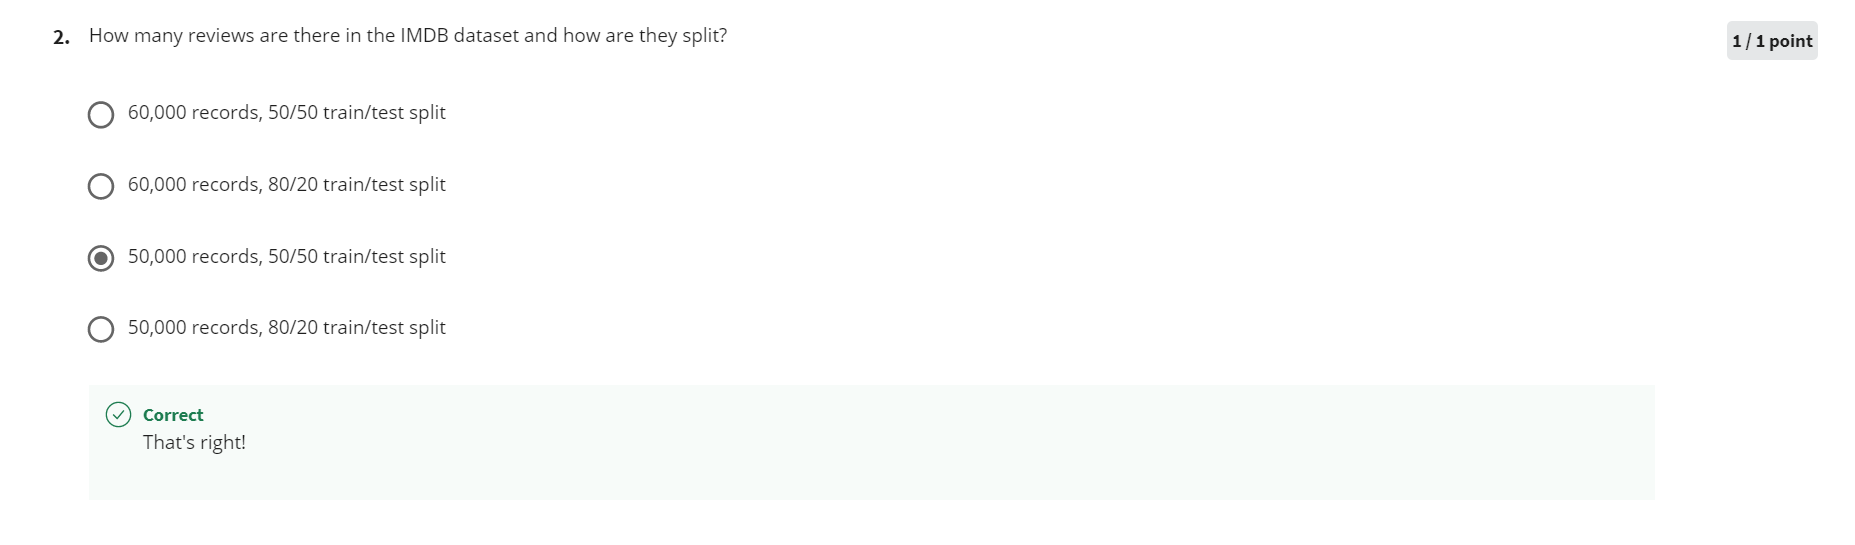 2. How many reviews are there in the IMDB dataset and how are they split?
1 / 1 point
60,000 records, 50/50 train/test split
60,000 records, 80/20 train/test split
50,000 records, 50/50 train/test split
50,000 records, 80/20 train/test split
Correct
That's right!